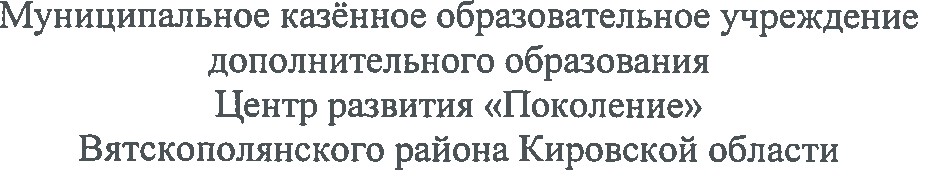 Муниципальное казённое образовательное учреждение
дополнительного образования
Центр развития «Поколение»
Вятскополянского района Кировской области